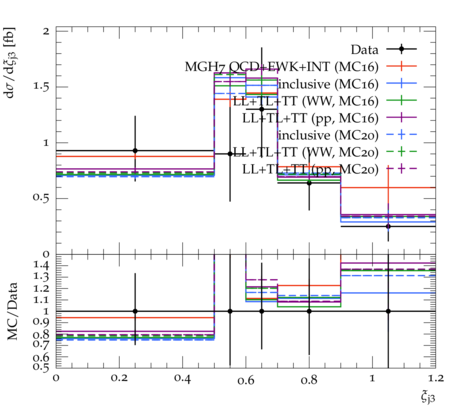 dσ/dξj3 [fb]
2
1.5
1
0.5
0
Data
MGH7 QCD+EWK+INT (MC16)
inclusive (MC16)
LL+TL+TT (WW, MC16)
LL+TL+TT (pp, MC16)
inclusive (MC20)
LL+TL+TT (WW, MC20)
LL+TL+TT (pp, MC20)
MC/Data
1.4
1.3
1.2
1.1
1
0.9
0.8
0.7
0.6
0.5
0 0.2 0.4 0.6 0.8 1 1.2
ξj3